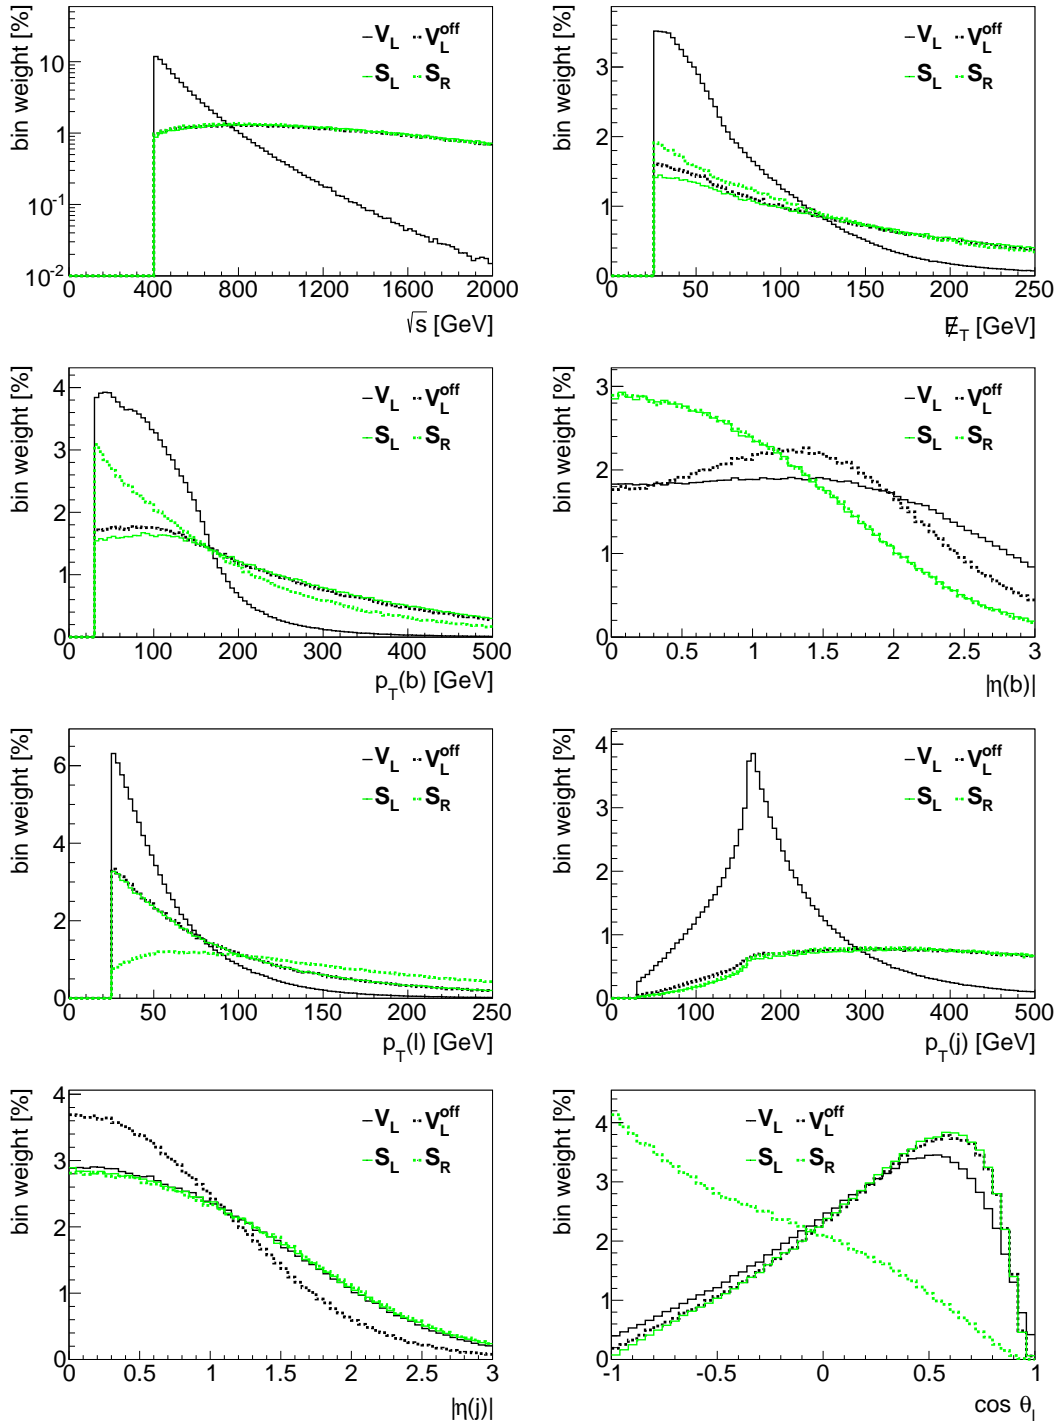 bin weight [%]
V_L V_L^off
S_L S_R
10
1
10^-1
10^-2
0 400 800 1200 1600 2000
√s [GeV]
bin weight [%]
V_L V_L^off
S_L S_R
3
2
1
0
0 50 100 150 200 250
E̸_T [GeV]
bin weight [%]
V_L V_L^off
S_L S_R
4
3
2
1
0
0 100 200 300 400 500
p_T(b) [GeV]
bin weight [%]
V_L V_L^off
S_L S_R
3
2
1
0
0 0.5 1 1.5 2 2.5 3
|η(b)|
bin weight [%]
V_L V_L^off
S_L S_R
6
4
2
0
0 50 100 150 200 250
p_T(l) [GeV]
bin weight [%]
V_L V_L^off
S_L S_R
4
3
2
1
0
0 100 200 300 400 500
p_T(j) [GeV]
bin weight [%]
V_L V_L^off
S_L S_R
4
3
2
1
0
0 0.5 1 1.5 2 2.5 3
|η(j)|
bin weight [%]
V_L V_L^off
S_L S_R
4
3
2
1
0
-1 -0.5 0 0.5 1
cos θ_l